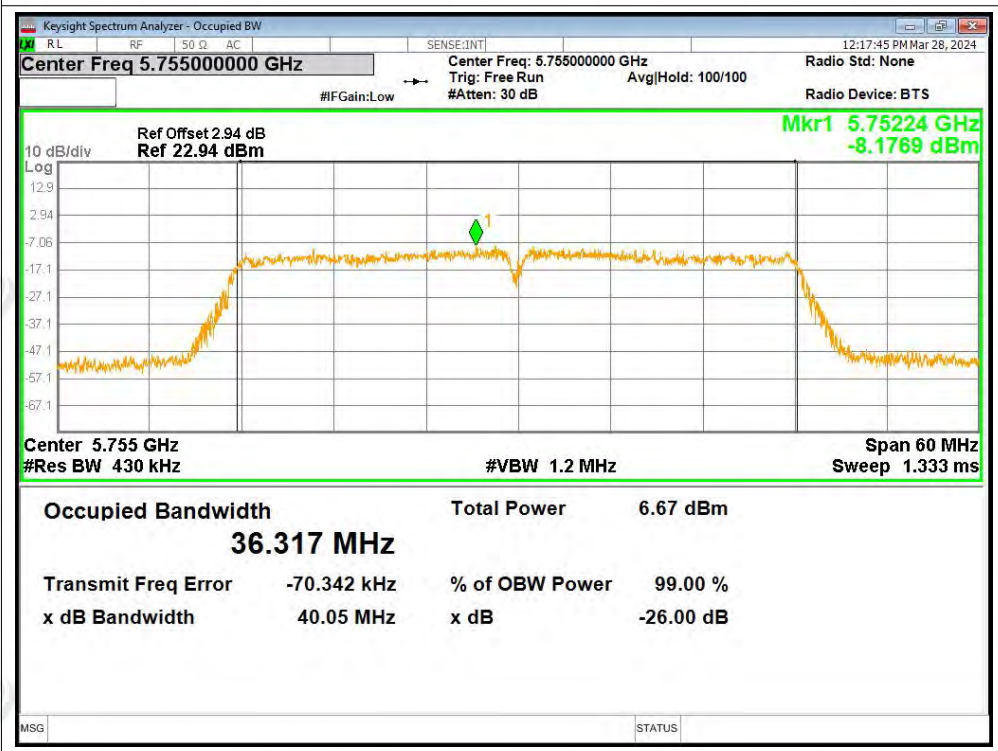 Keysight Spectrum Analyzer - Occupied BW
LXI RL RF 50 Ω AC SENSE:INT 12:17:45 PM Mar 28, 2024
Center Freq 5.755000000 GHz Center Freq: 5.755000000 GHz Radio Std: None
Trig: Free Run Avg|Hold: 100/100
#IFGain:Low #Atten: 30 dB Radio Device: BTS
Mkr1 5.75224 GHz
-8.1769 dBm
Ref Offset 2.94 dB
10 dB/div Ref 22.94 dBm
Log
12.9
2.94
-7.06
-17.1
-27.1
-37.1
-47.1
-57.1
-67.1
1
Center 5.755 GHz Span 60 MHz
#Res BW 430 kHz #VBW 1.2 MHz Sweep 1.333 ms
Occupied Bandwidth Total Power 6.67 dBm
36.317 MHz
Transmit Freq Error -70.342 kHz % of OBW Power 99.00 %
x dB Bandwidth 40.05 MHz x dB -26.00 dB
MSG STATUS